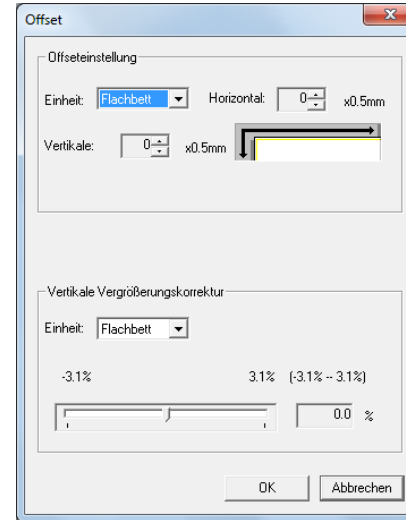 Offset
Offseteinstellung
Einheit: Flachbett Horizontal: 0 x0.5mm
Vertikale: 0 x0.5mm
Vertikale Vergrößerungskorrektur
Einheit: Flachbett
-3.1% 3.1% (-3.1% -- 3.1%)
0.0 %
OK Abbrechen